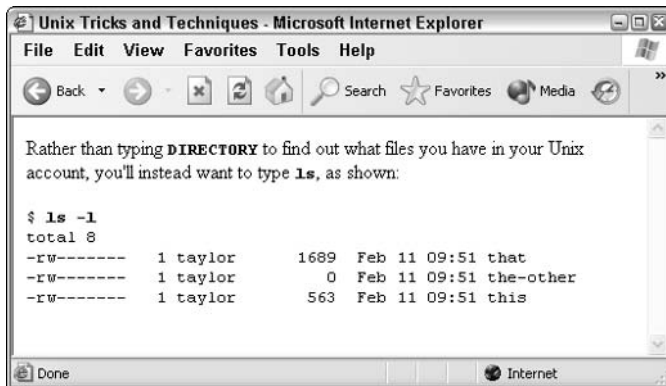 Unix Tricks and Techniques - Microsoft Internet Explorer
File Edit View Favorites Tools Help
Back Search Favorites Media »
Rather than typing DIRECTORY to find out what files you have in your Unix
account, you'll instead want to type ls, as shown:
$ ls -l
total 8
-rw------- 1 taylor 1689 Feb 11 09:51 that
-rw------- 1 taylor 0 Feb 11 09:51 the-other
-rw------- 1 taylor 563 Feb 11 09:51 this
Done Internet